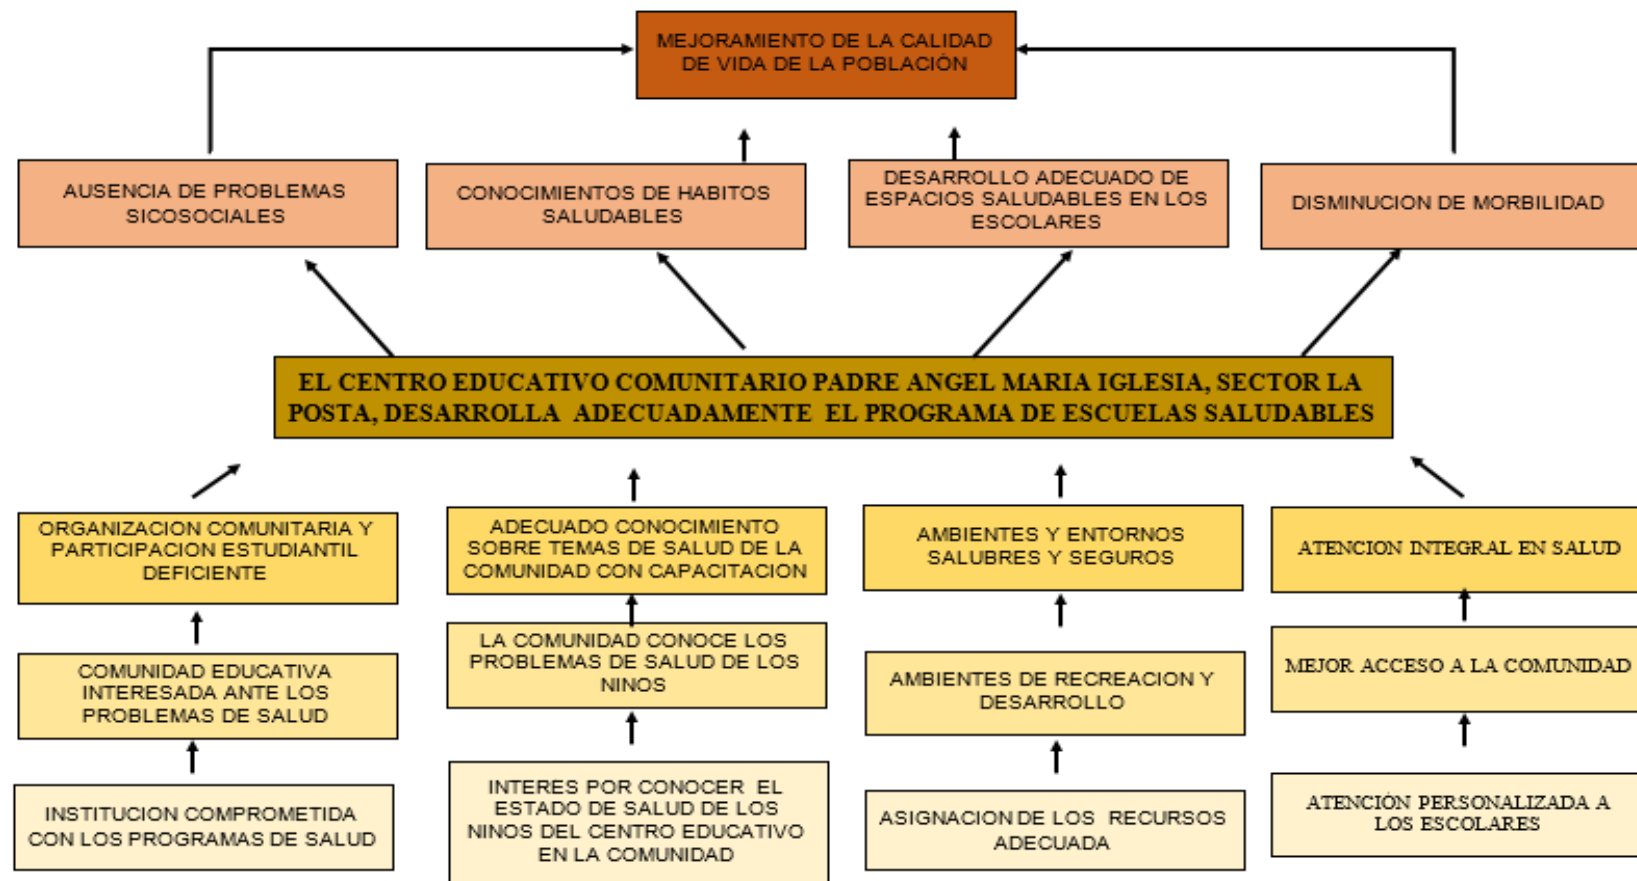 MEJORAMIENTO DE LA CALIDAD
DE VIDA DE LA POBLACIÓN
AUSENCIA DE PROBLEMAS
SICOSOCIALES
CONOCIMIENTOS DE HABITOS
SALUDABLES
DESARROLLO ADECUADO DE
ESPACIOS SALUDABLES EN LOS
ESCOLARES
DISMINUCION DE MORBILIDAD
EL CENTRO EDUCATIVO COMUNITARIO PADRE ANGEL MARIA IGLESIA, SECTOR LA
POSTA, DESARROLLA ADECUADAMENTE EL PROGRAMA DE ESCUELAS SALUDABLES
ORGANIZACION COMUNITARIA Y
PARTICIPACION ESTUDIANTIL
DEFICIENTE
ADECUADO CONOCIMIENTO
SOBRE TEMAS DE SALUD DE LA
COMUNIDAD CON CAPACITACION
AMBIENTES Y ENTORNOS
SALUBRES Y SEGUROS
ATENCION INTEGRAL EN SALUD
COMUNIDAD EDUCATIVA
INTERESADA ANTE LOS
PROBLEMAS DE SALUD
LA COMUNIDAD CONOCE LOS
PROBLEMAS DE SALUD DE LOS
NINOS
AMBIENTES DE RECREACION Y
DESARROLLO
MEJOR ACCESO A LA COMUNIDAD
INSTITUCION COMPROMETIDA
CON LOS PROGRAMAS DE SALUD
INTERES POR CONOCER EL
ESTADO DE SALUD DE LOS
NINOS DEL CENTRO EDUCATIVO
EN LA COMUNIDAD
ASIGNACION DE LOS RECURSOS
ADECUADA
ATENCIÓN PERSONALIZADA A
LOS ESCOLARES